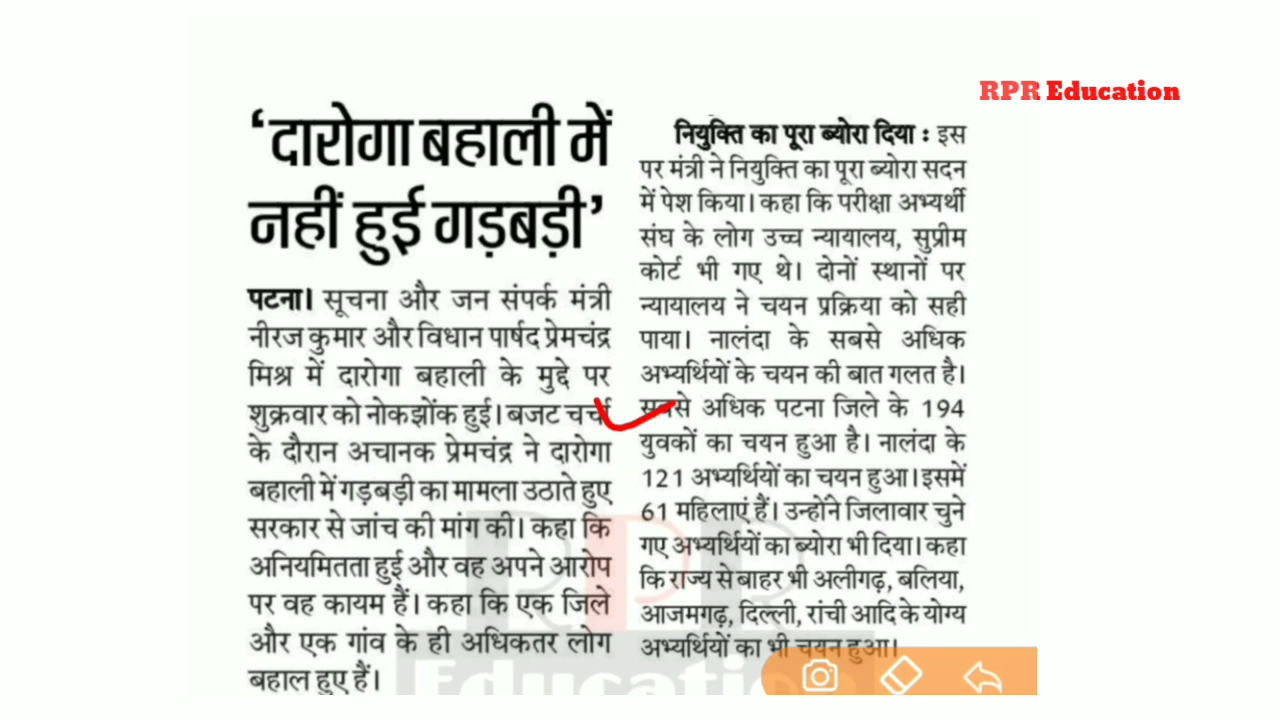 RPR Education
‘दारोगा बहाली में
नहीं हुई गड़बड़ी’
पटना। सूचना और जन संपर्क मंत्री
नीरज कुमार और विधान पार्षद प्रेमचंद्र
मिश्र में दारोगा बहाली के मुद्दे पर
शुक्रवार को नोकझोंक हुई। बजट चर्चा
के दौरान अचानक प्रेमचंद्र ने दारोगा
बहाली में गड़बड़ी का मामला उठाते हुए
सरकार से जांच की मांग की। कहा कि
अनियमितता हुई और वह अपने आरोप
पर वह कायम हैं। कहा कि एक जिले
और एक गांव के ही अधिकतर लोग
बहाल हुए हैं।
नियुक्ति का पूरा ब्योरा दिया : इस
पर मंत्री ने नियुक्ति का पूरा ब्योरा सदन
में पेश किया। कहा कि परीक्षा अभ्यर्थी
संघ के लोग उच्च न्यायालय, सुप्रीम
कोर्ट भी गए थे। दोनों स्थानों पर
न्यायालय ने चयन प्रक्रिया को सही
पाया। नालंदा के सबसे अधिक
अभ्यर्थियों के चयन की बात गलत है।
सबसे अधिक पटना जिले के 194
युवकों का चयन हुआ है। नालंदा के
121 अभ्यर्थियों का चयन हुआ। इसमें
61 महिलाएं हैं। उन्होंने जिलावार चुने
गए अभ्यर्थियों का ब्योरा भी दिया। कहा
कि राज्य से बाहर भी अलीगढ़, बलिया,
आजमगढ़, दिल्ली, रांची आदि के योग्य
अभ्यर्थियों का भी चयन हुआ।
RPR
Education